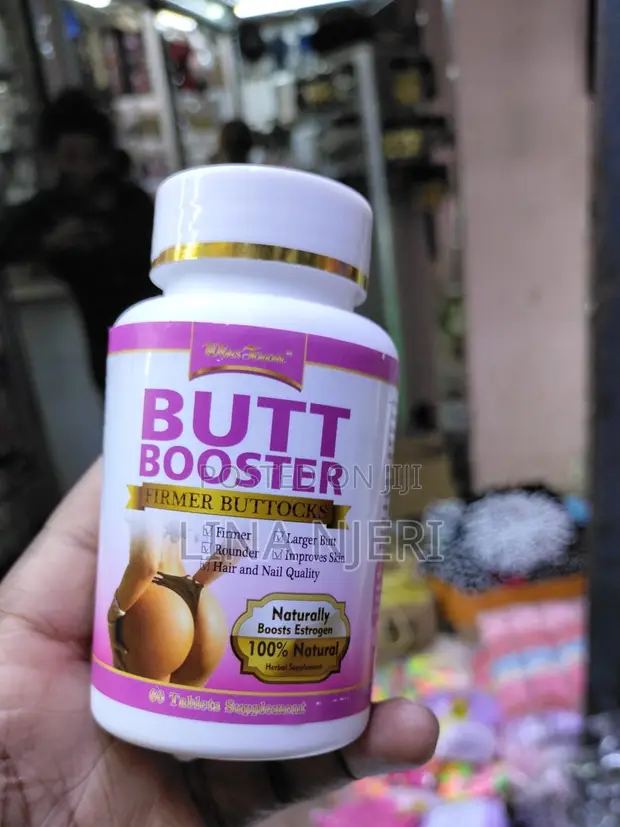 BUTT
BOOSTER
POSTED ON JIJI
FIRMER BUTTOCKS
LINA NJERI
Firmer
Larger Butt
Rounder
Improves Skin
Hair and Nail Quality
Naturally
Boosts Estrogen
100% Natural
Herbal Supplement
60 Tablets Supplement